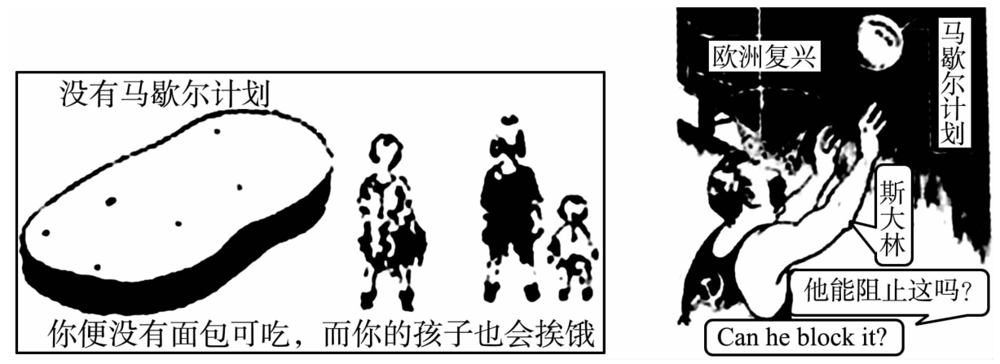 没有马歇尔计划
你便没有面包可吃，而你的孩子也会挨饿
欧洲复兴
马歇尔计划
斯大林
他能阻止这吗？
Can he block it?